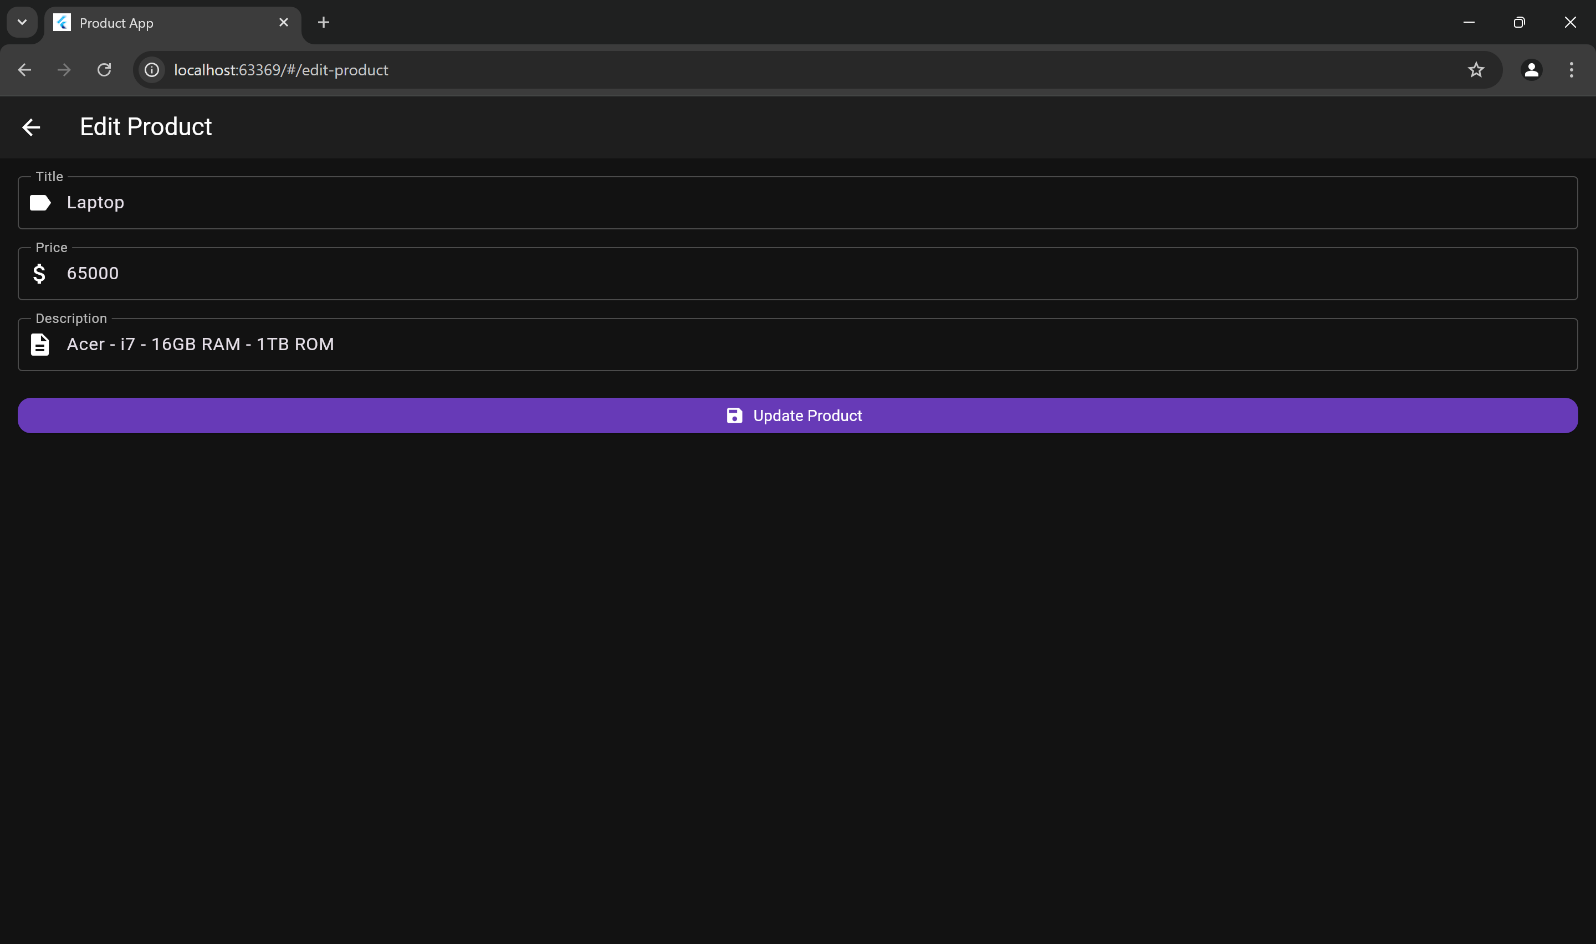 Product App
localhost:63369/#/edit-product
Edit Product
Title
Laptop
Price
$ 65000
Description
Acer - i7 - 16GB RAM - 1TB ROM
Update Product